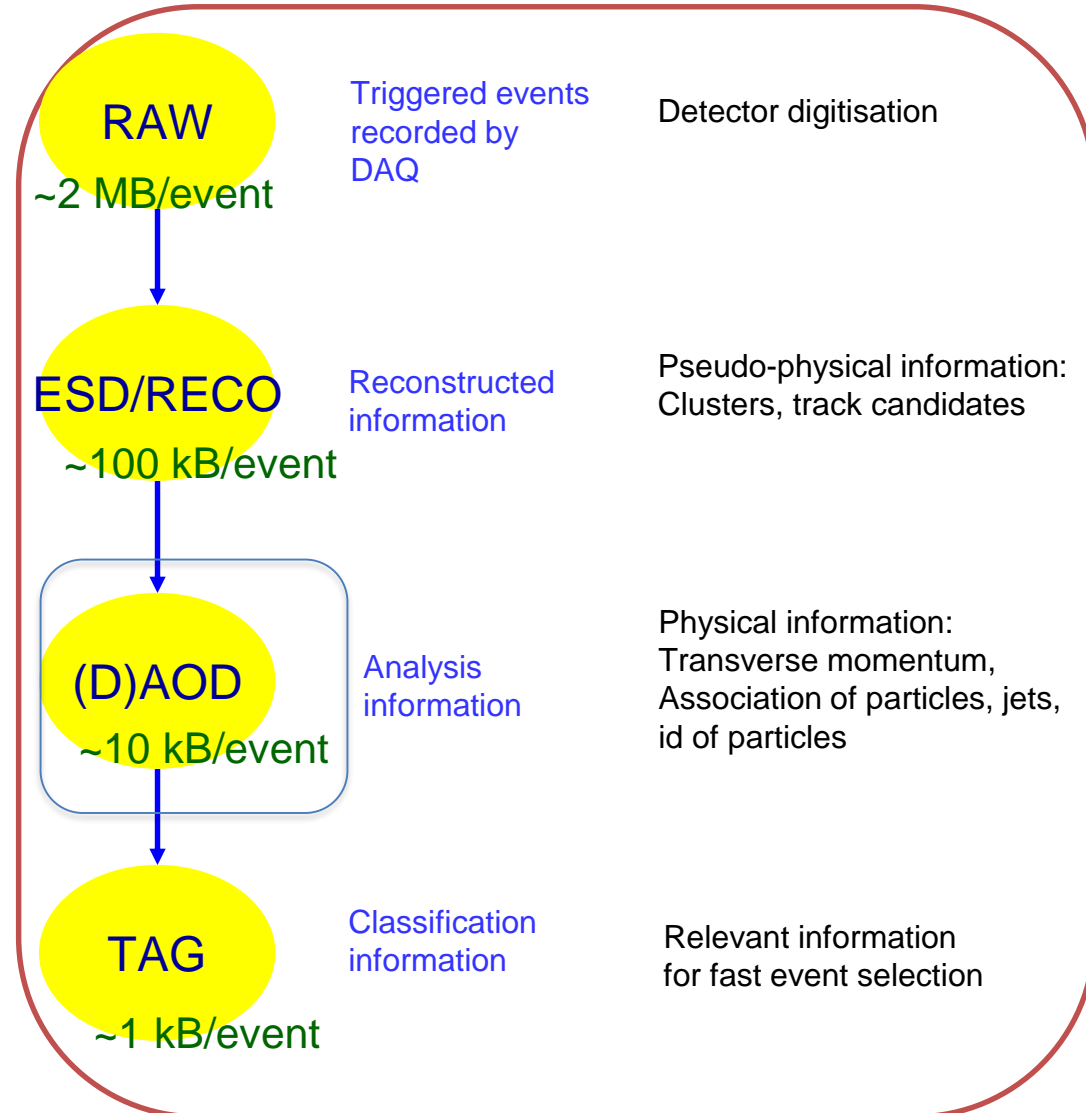 RAW
~2 MB/event
Triggered events
recorded by
DAQ
Detector digitisation
ESD/RECO
~100 kB/event
Reconstructed
information
Pseudo-physical information:
Clusters, track candidates
(D)AOD
~10 kB/event
Analysis
information
Physical information:
Transverse momentum,
Association of particles, jets,
id of particles
TAG
~1 kB/event
Classification
information
Relevant information
for fast event selection